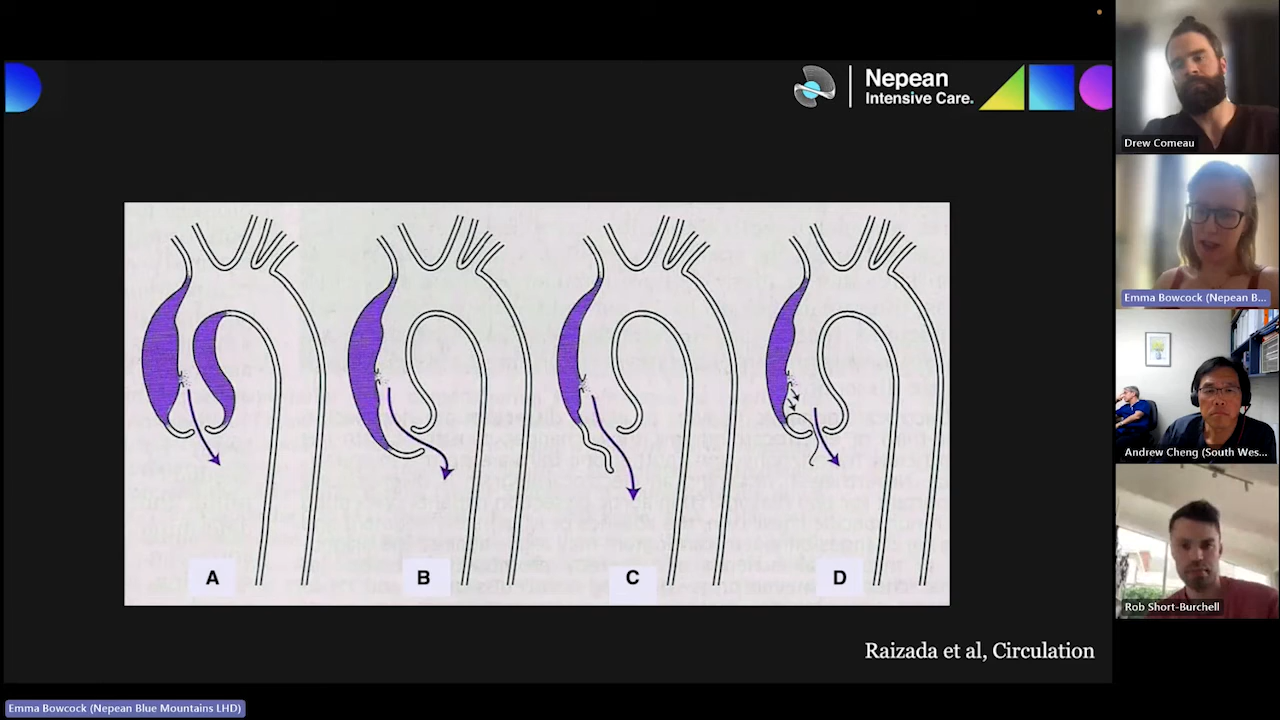 Nepean
Intensive Care.
A
B
C
D
Raizada et al, Circulation
Emma Bowcock (Nepean Blue Mountains LHD)
Drew Comeau
Emma Bowcock (Nepean B...
Andrew Cheng (South Wes...
Rob Short-Burchell